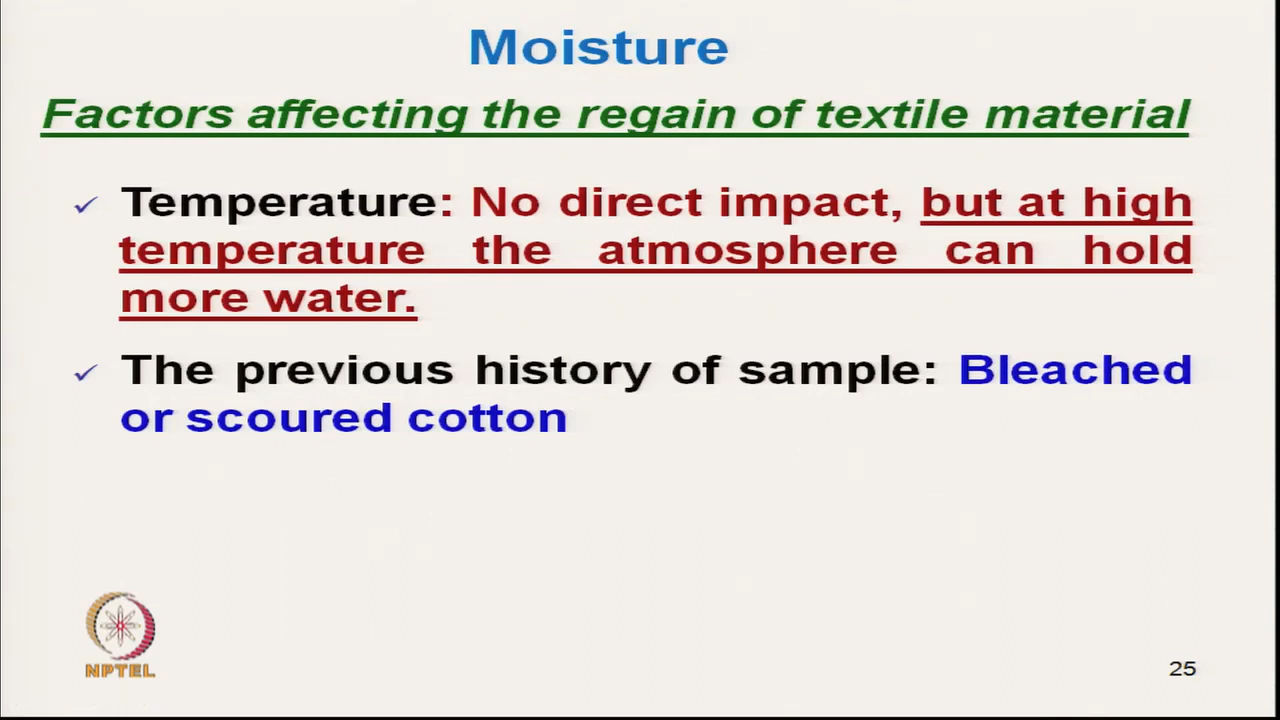 Moisture
Factors affecting the regain of textile material
✓ Temperature: No direct impact, but at high
temperature the atmosphere can hold
more water.
✓ The previous history of sample: Bleached
or scoured cotton
NPTEL
25